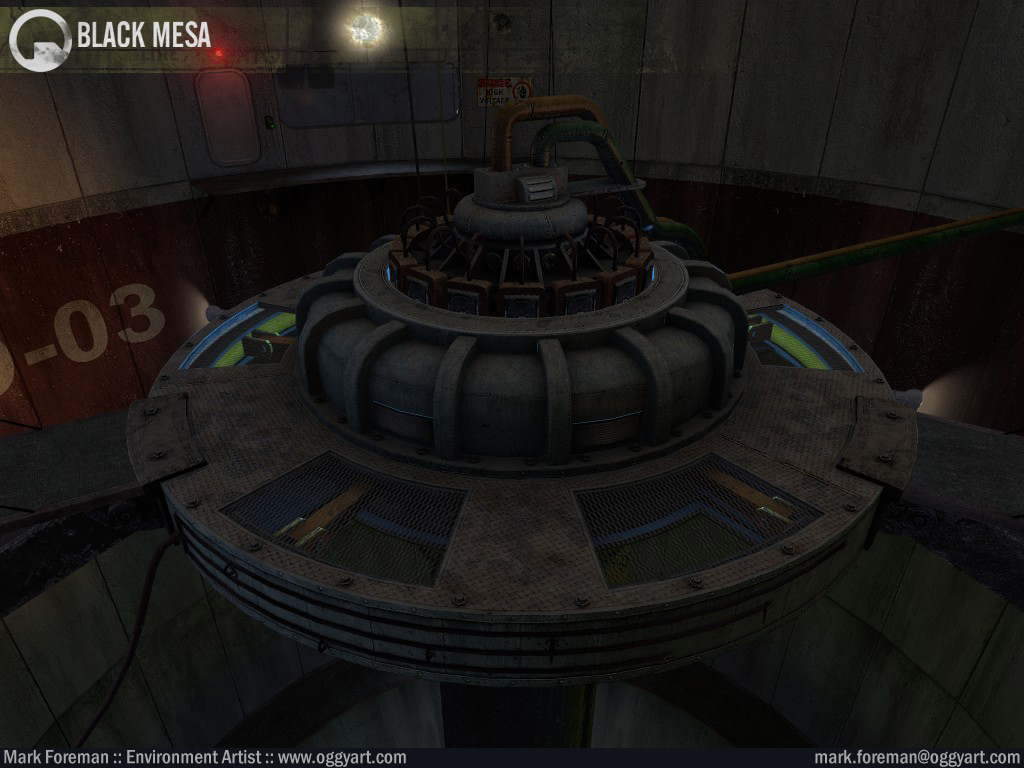 BLACK MESA
HIGH
VOLTAGE
-03
Mark Foreman :: Environment Artist :: www.oggyart.com
mark.foreman@oggyart.com